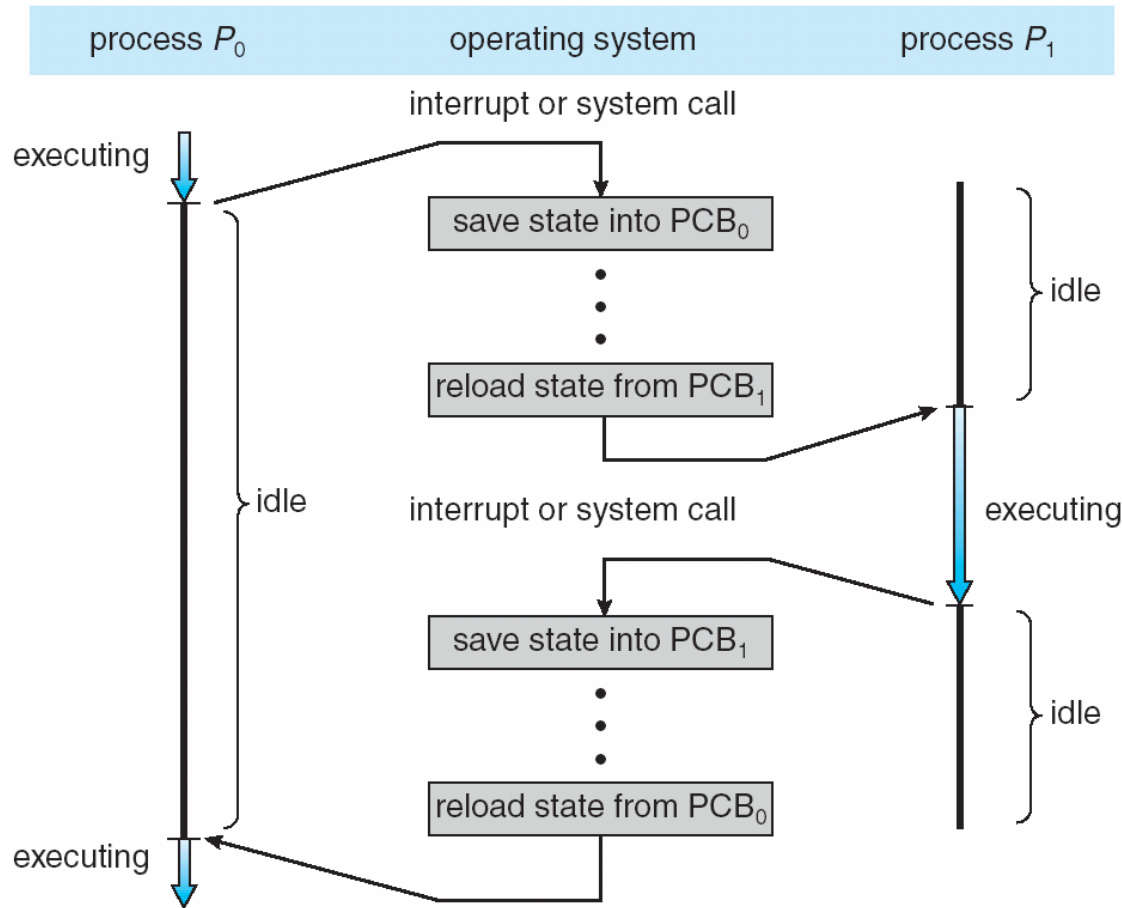 process P₀ operating system process P₁
interrupt or system call
executing
save state into PCB₀
idle
reload state from PCB₁
idle
interrupt or system call
executing
save state into PCB₁
idle
reload state from PCB₀
executing